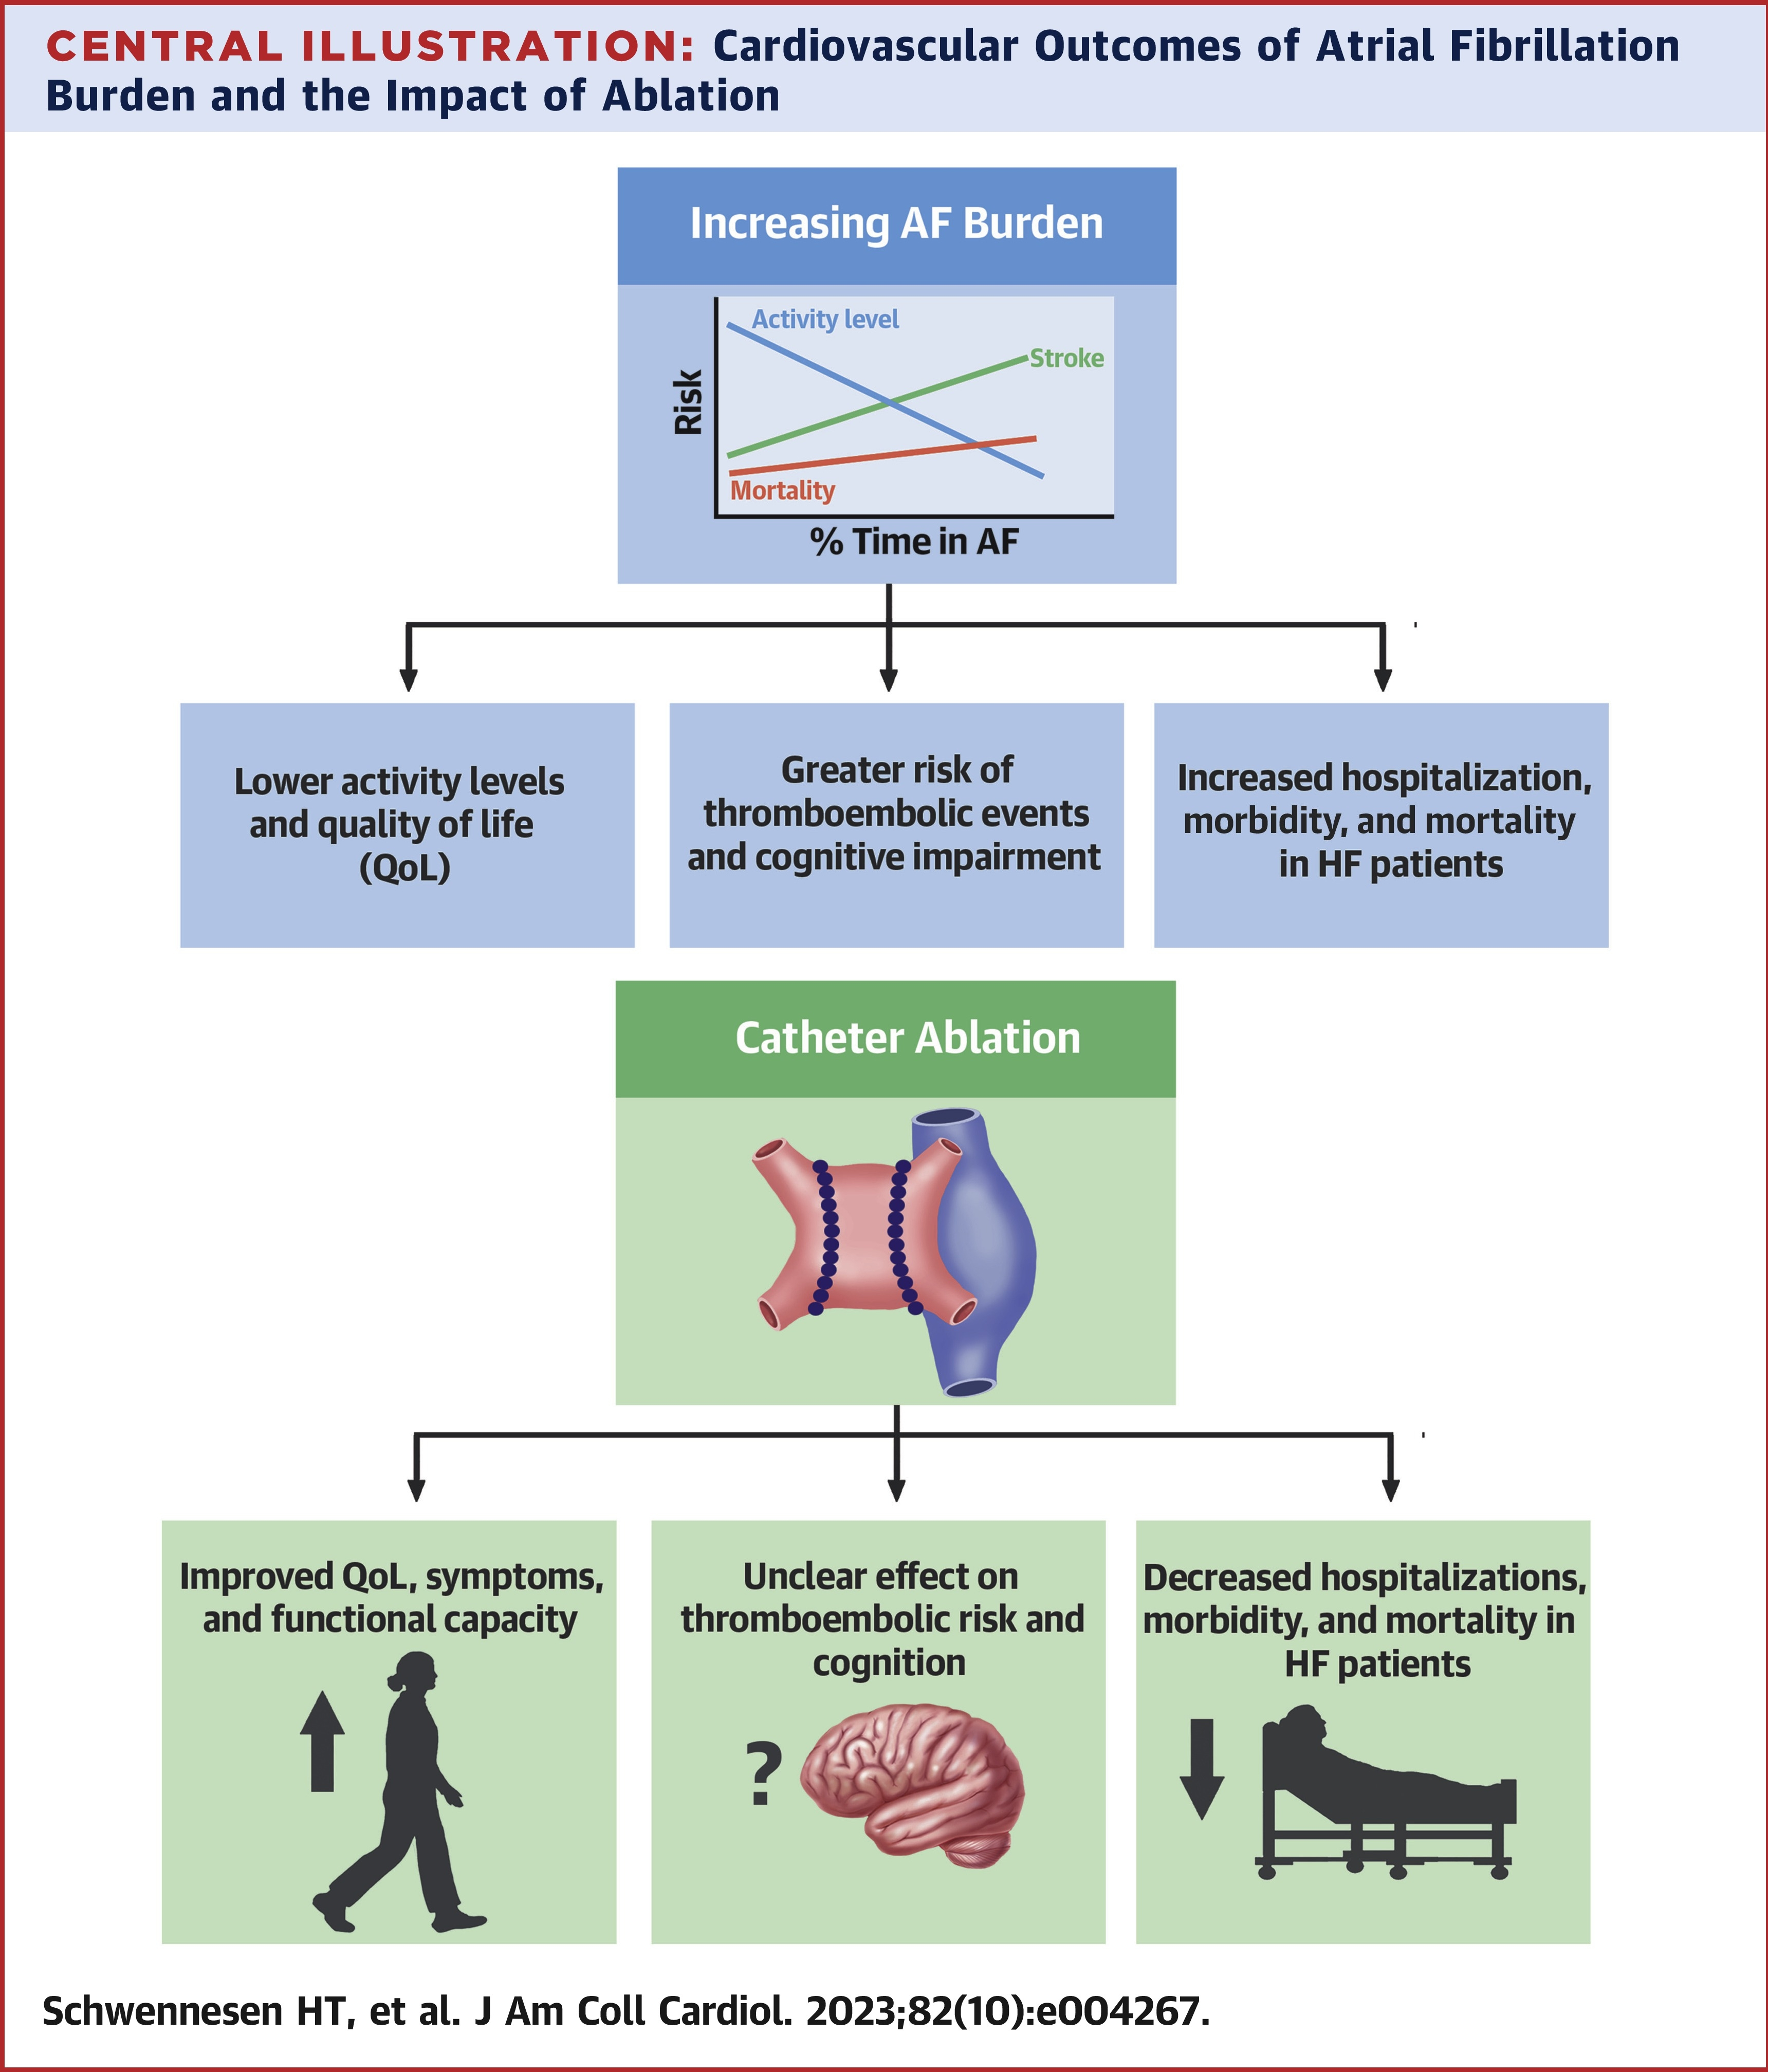 CENTRAL ILLUSTRATION: Cardiovascular Outcomes of Atrial Fibrillation
Burden and the Impact of Ablation
Increasing AF Burden
Activity level
Stroke
Risk
Mortality
% Time in AF
Lower activity levels
and quality of life
(QoL)
Greater risk of
thromboembolic events
and cognitive impairment
Increased hospitalization,
morbidity, and mortality
in HF patients
Catheter Ablation
Improved QoL, symptoms,
and functional capacity
Unclear effect on
thromboembolic risk and
cognition
?
Decreased hospitalizations,
morbidity, and mortality in
HF patients
Schwennesen HT, et al. J Am Coll Cardiol. 2023;82(10):e004267.